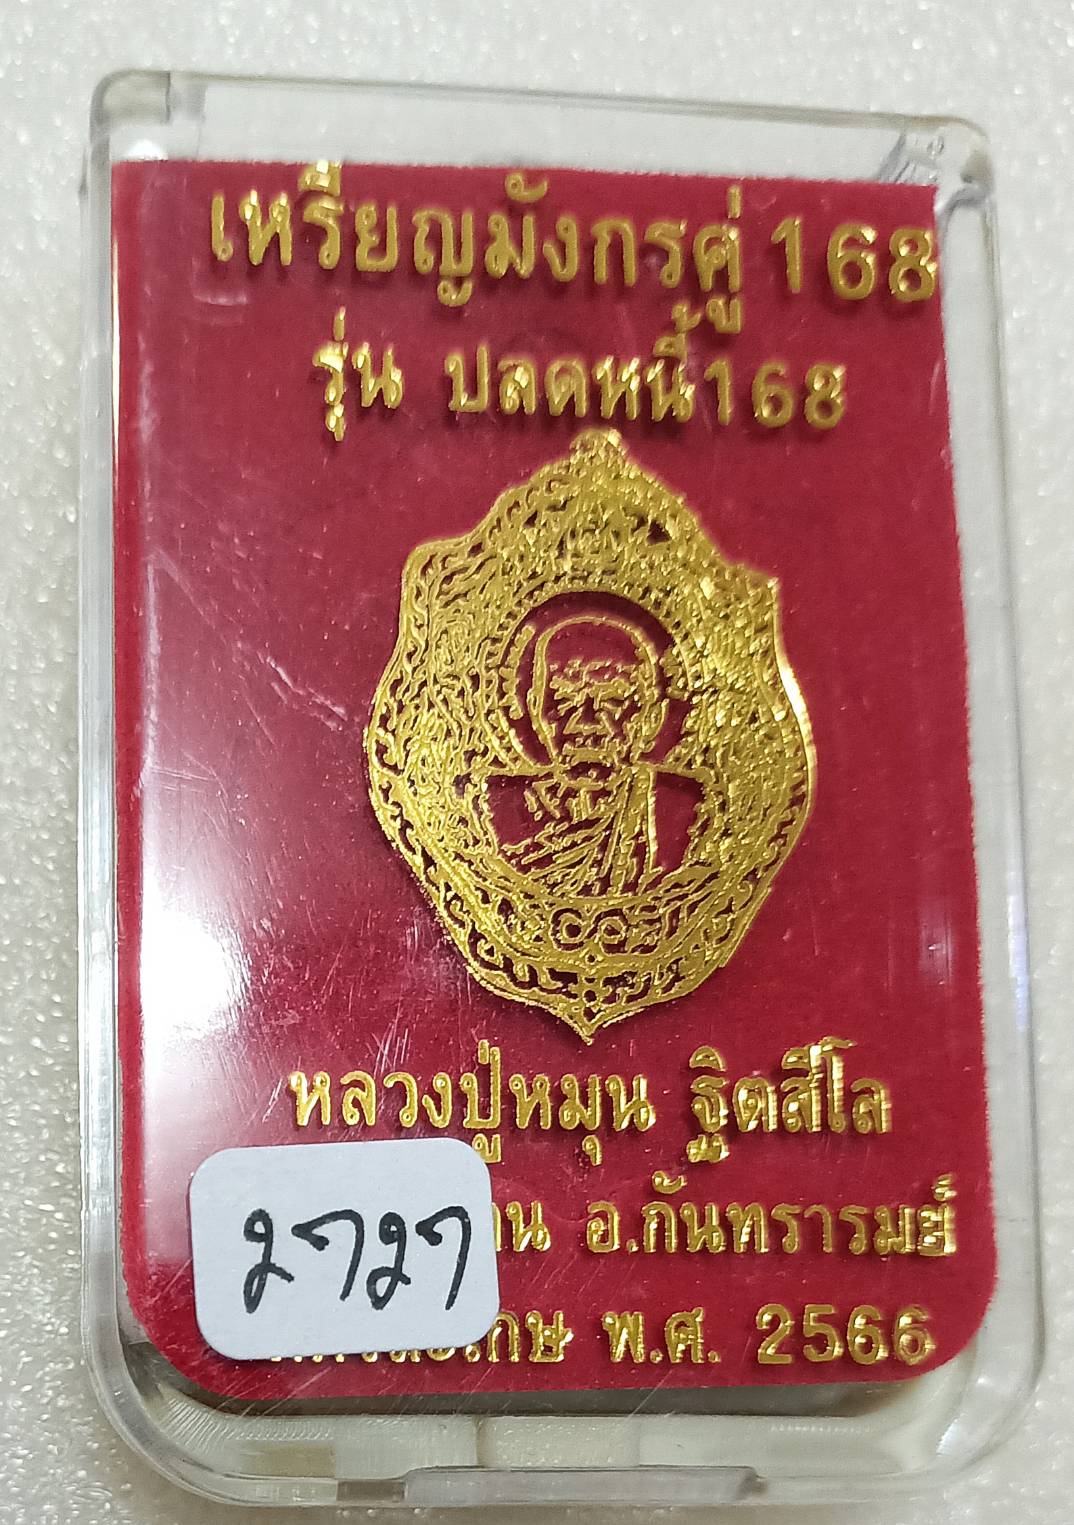 เหรียญมังกรคู่ 168
รุ่น ปลดหนี้168
หลวงปู่หมุน ฐิตสีโล
อ.กันทรารมย์
พ.ศ. 2566